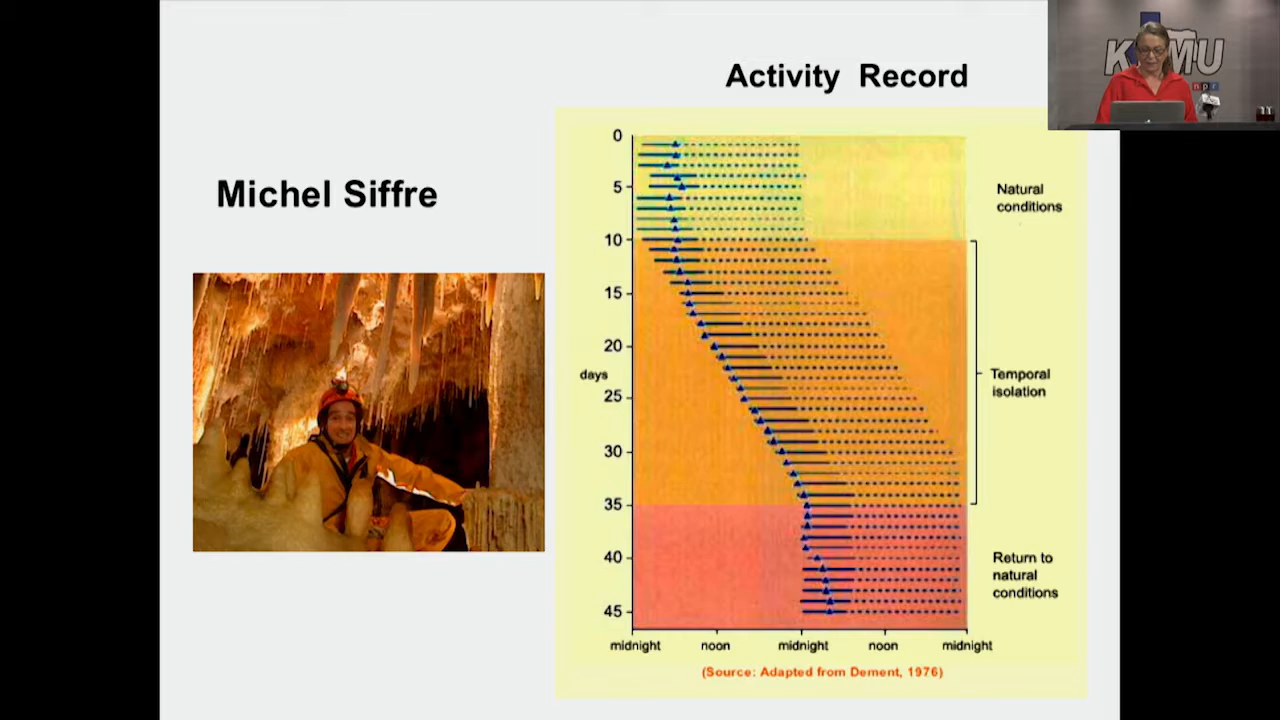 Activity Record
Michel Siffre
0
5
10
15
20
days
25
30
35
40
45
Natural
conditions
Temporal
isolation
Return to
natural
conditions
midnight noon midnight noon midnight
(Source: Adapted from Dement, 1976)
npr